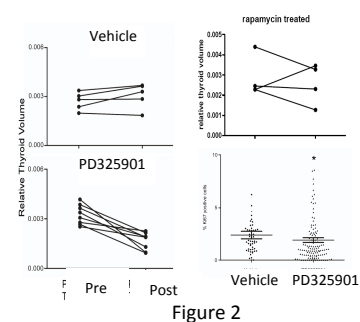 Vehicle
Relative Thyroid Volume
0.006
0.003
0.000
PD325901
0.006
0.003
0.000
Pre
Post
rapamycin treated
relative thyroid volume
0.005
0.004
0.003
0.002
0.001
0.000
% Ki67 positive cells
10
5
0
*
Vehicle
PD325901
Figure 2